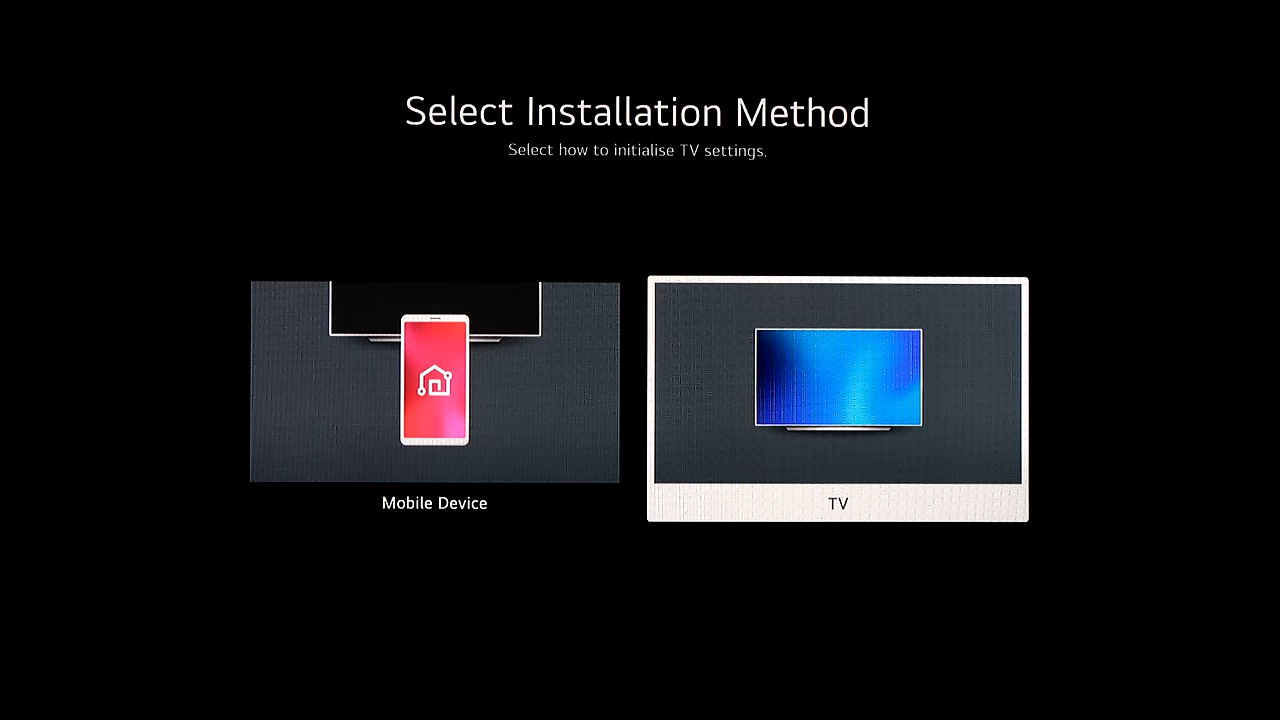 Select Installation Method
Select how to initialise TV settings.
Mobile Device
TV